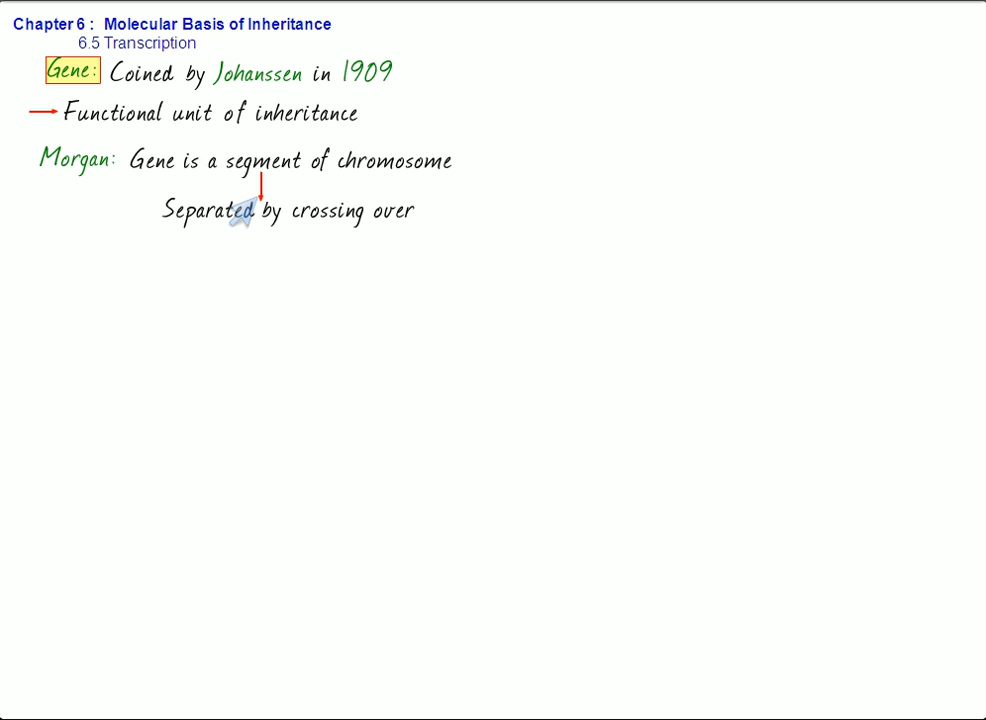 Chapter 6 : Molecular Basis of Inheritance
6.5 Transcription
Gene: Coined by Johanssen in 1909
Functional unit of inheritance
Morgan: Gene is a segment of chromosome
Separated by crossing over